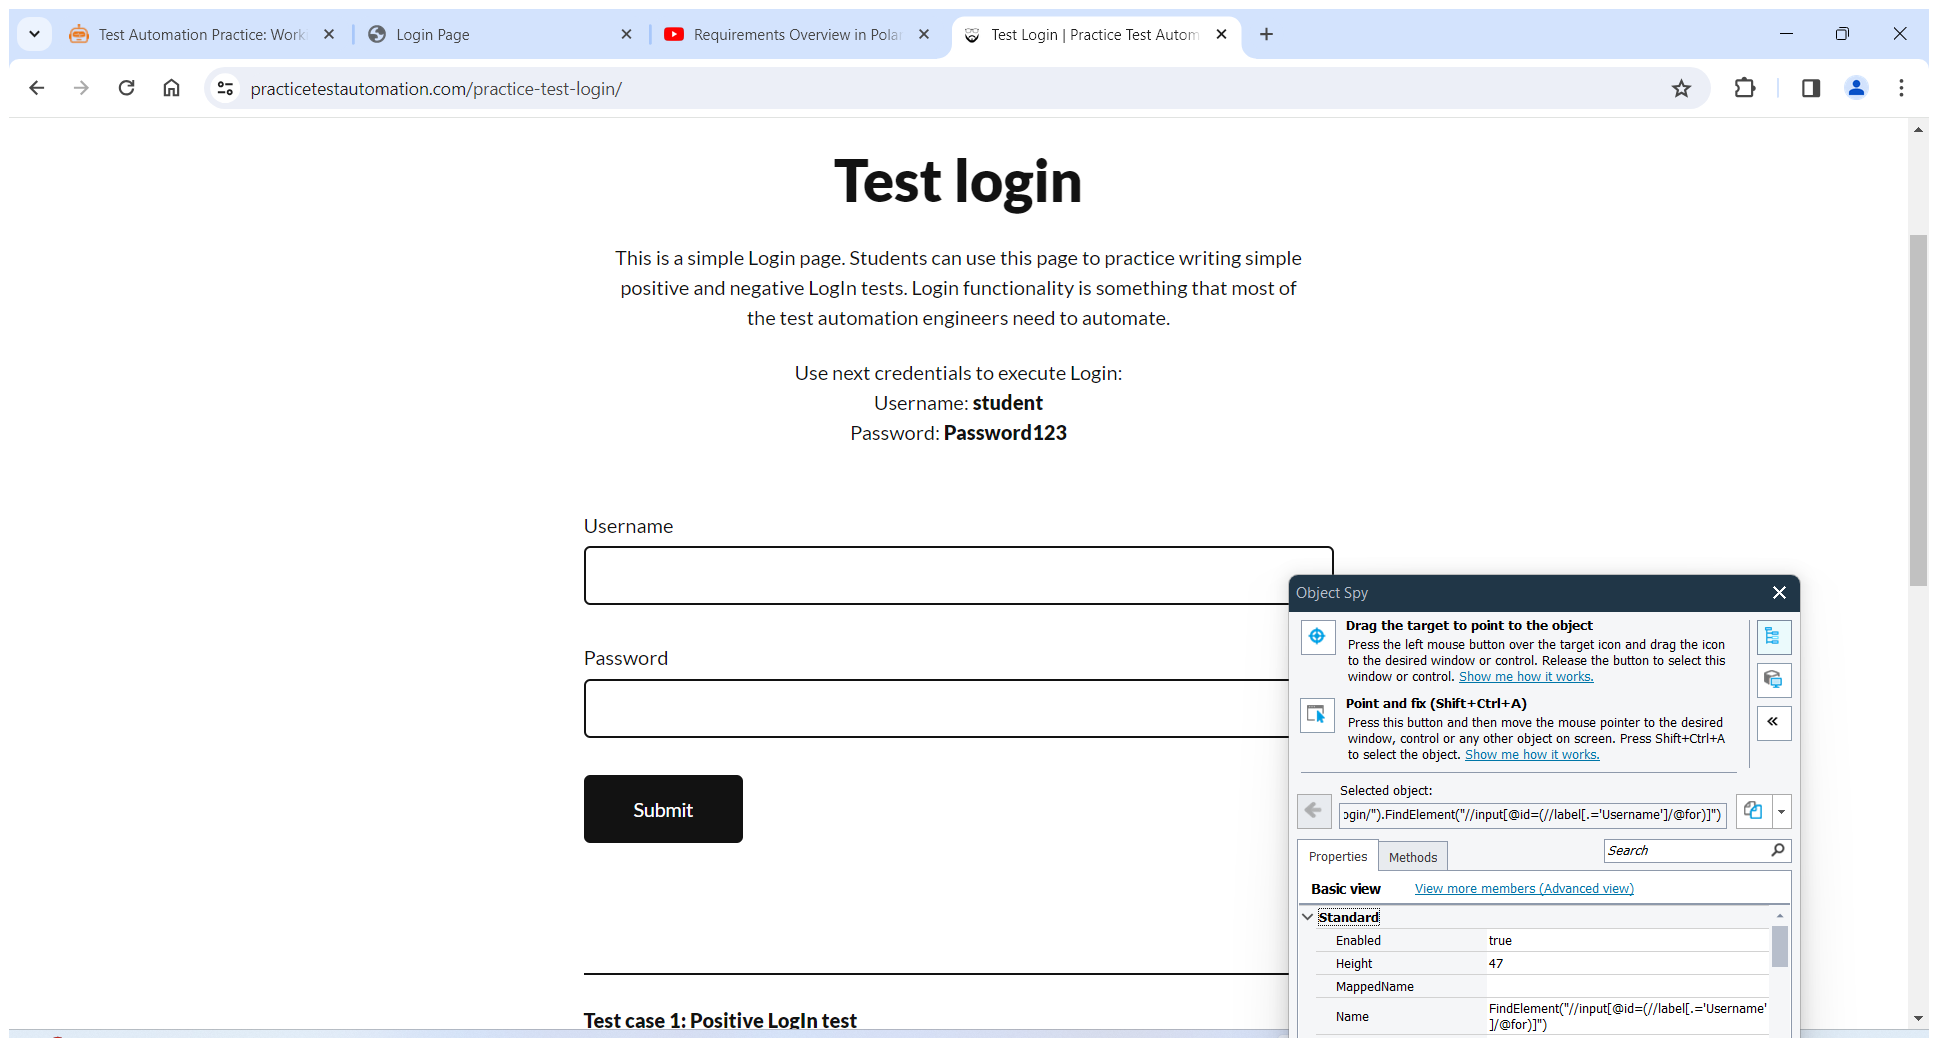 Test Automation Practice: Work
Login Page
Requirements Overview in Polar
Test Login | Practice Test Autom
practicetestautomation.com/practice-test-login/
Test login
This is a simple Login page. Students can use this page to practice writing simple
positive and negative LogIn tests. Login functionality is something that most of
the test automation engineers need to automate.
Use next credentials to execute Login:
Username: student
Password: Password123
Username
Password
Submit
Test case 1: Positive LogIn test
Object Spy
Drag the target to point to the object
Press the left mouse button over the target icon and drag the icon
to the desired window or control. Release the button to select this
window or control. Show me how it works.
Point and fix (Shift+Ctrl+A)
Press this button and then move the mouse pointer to the desired
window, control or any other object on screen. Press Shift+Ctrl+A
to select the object. Show me how it works.
Selected object:
ogin/").FindElement("//input[@id=(//label[.='Username']/@for)]")
Properties
Methods
Search
Basic view
View more members (Advanced view)
Standard
Enabled true
Height 47
MappedName
Name FindElement("//input[@id=(//label[.='Username'
]/@for)]")